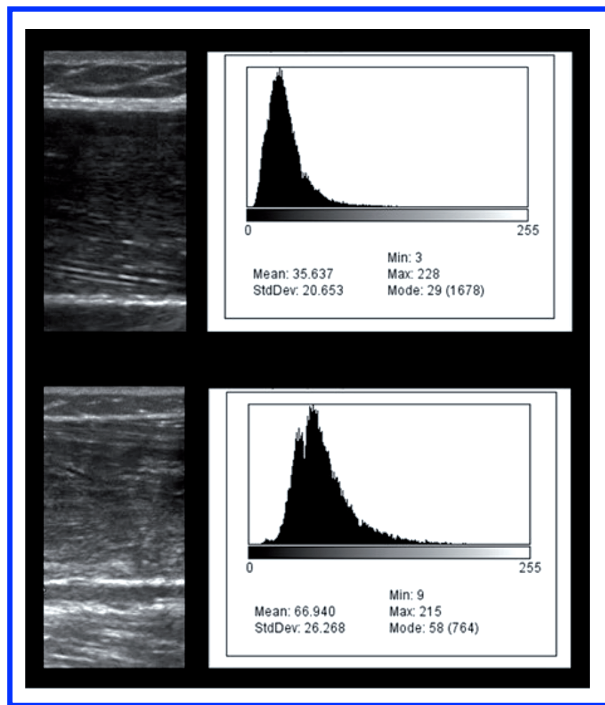 0 255
Min: 3
Mean: 35.637 Max: 228
StdDev: 20.653 Mode: 29 (1678)
0 255
Min: 9
Mean: 66.940 Max: 215
StdDev: 26.268 Mode: 58 (764)